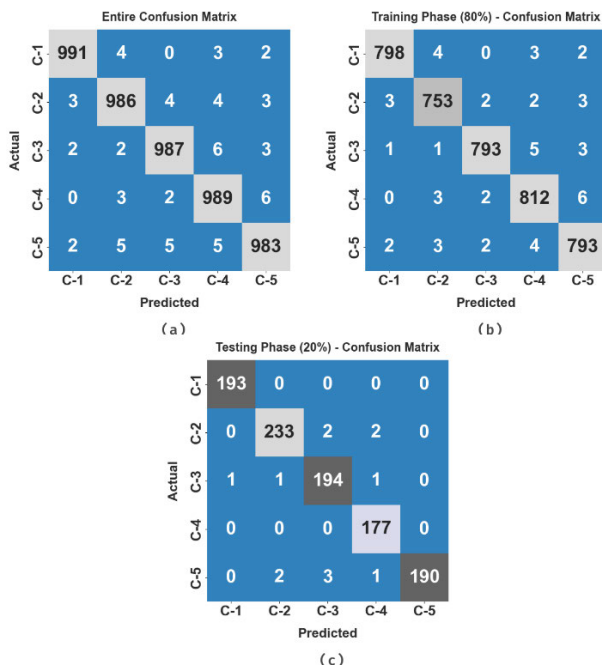 Entire Confusion Matrix
C-1 991 4 0 3 2
C-2 3 986 4 4 3
C-3 2 2 987 6 3
C-4 0 3 2 989 6
C-5 2 5 5 5 983
C-1 C-2 C-3 C-4 C-5
Actual
Predicted
(a)
Training Phase (80%) - Confusion Matrix
C-1 798 4 0 3 2
C-2 3 753 2 2 3
C-3 1 1 793 5 3
C-4 0 3 2 812 6
C-5 2 3 2 4 793
C-1 C-2 C-3 C-4 C-5
Actual
Predicted
(b)
Testing Phase (20%) - Confusion Matrix
C-1 193 0 0 0 0
C-2 0 233 2 2 0
C-3 1 1 194 1 0
C-4 0 0 0 177 0
C-5 0 2 3 1 190
C-1 C-2 C-3 C-4 C-5
Actual
Predicted
(c)